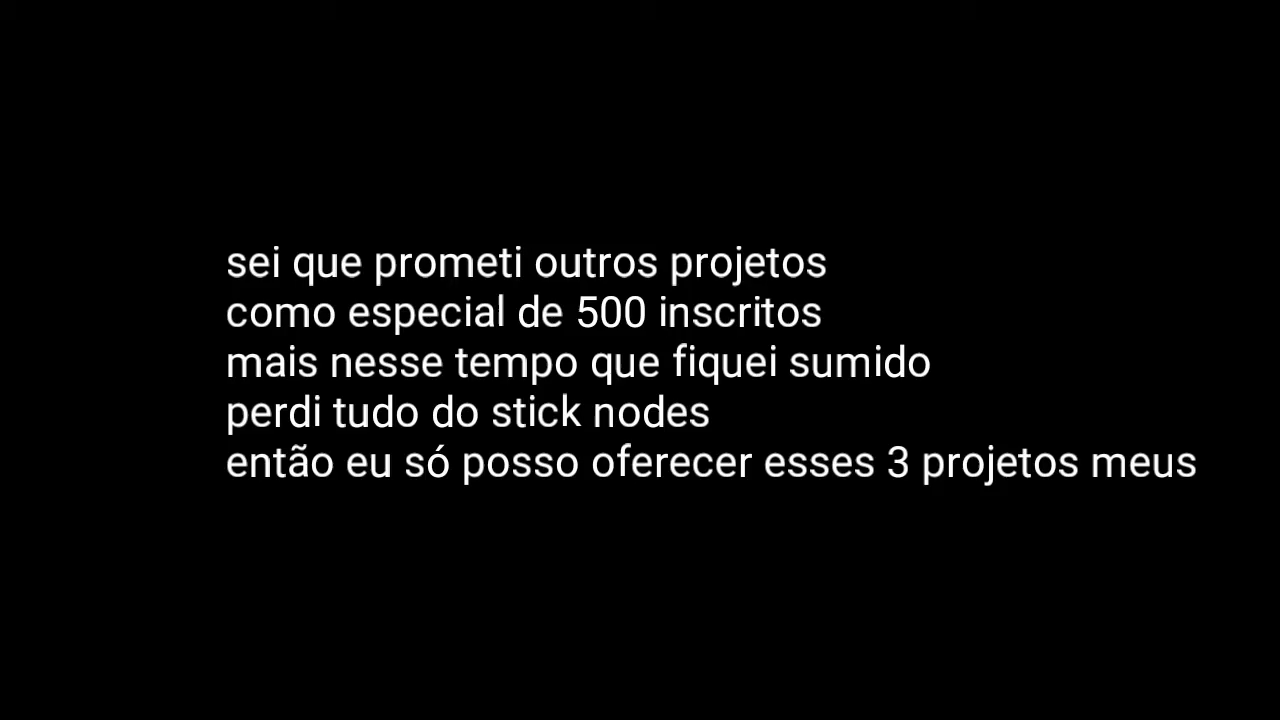 sei que prometi outros projetos
como especial de 500 inscritos
mais nesse tempo que fiquei sumido
perdi tudo do stick nodes
então eu só posso oferecer esses 3 projetos meus